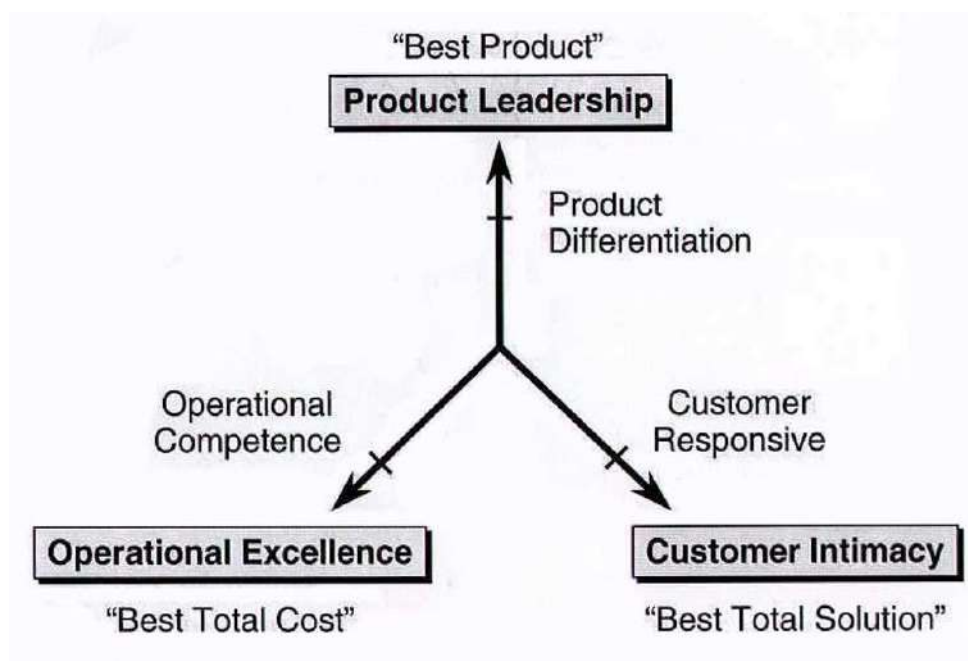 “Best Product”
Product Leadership
Product
Differentiation
Operational
Competence
Customer
Responsive
Operational Excellence
Customer Intimacy
“Best Total Cost”
“Best Total Solution”